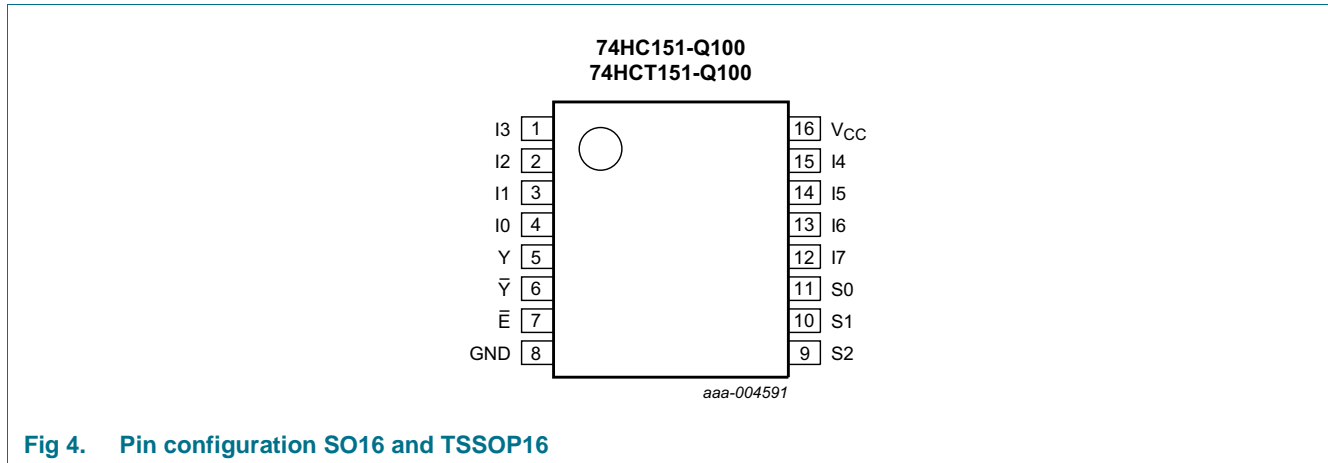 74HC151-Q100
74HCT151-Q100
I3 1 16 VCC
I2 2 15 I4
I1 3 14 I5
I0 4 13 I6
Y 5 12 I7
Y̅ 6 11 S0
E̅ 7 10 S1
GND 8 9 S2
aaa-004591
Fig 4. Pin configuration SO16 and TSSOP16